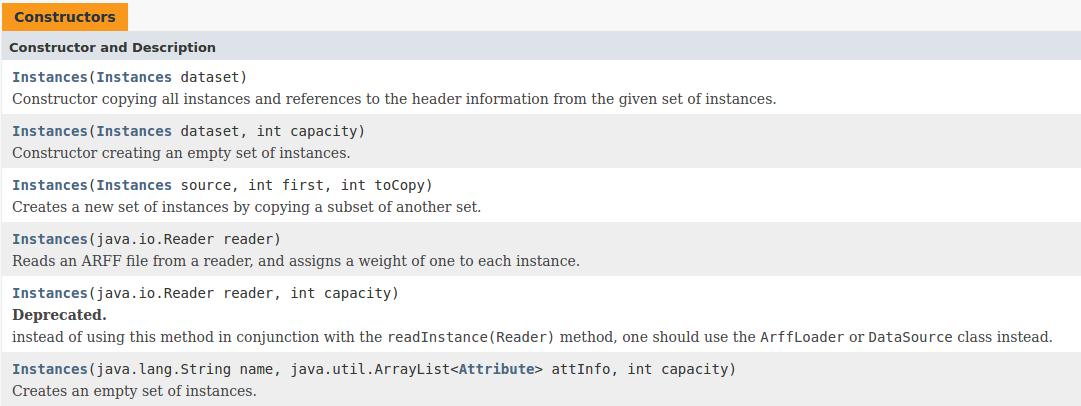 Constructors
Constructor and Description
Instances(Instances dataset)
Constructor copying all instances and references to the header information from the given set of instances.
Instances(Instances dataset, int capacity)
Constructor creating an empty set of instances.
Instances(Instances source, int first, int toCopy)
Creates a new set of instances by copying a subset of another set.
Instances(java.io.Reader reader)
Reads an ARFF file from a reader, and assigns a weight of one to each instance.
Instances(java.io.Reader reader, int capacity)
Deprecated.
instead of using this method in conjunction with the readInstance(Reader) method, one should use the ArffLoader or DataSource class instead.
Instances(java.lang.String name, java.util.ArrayList<Attribute> attInfo, int capacity)
Creates an empty set of instances.